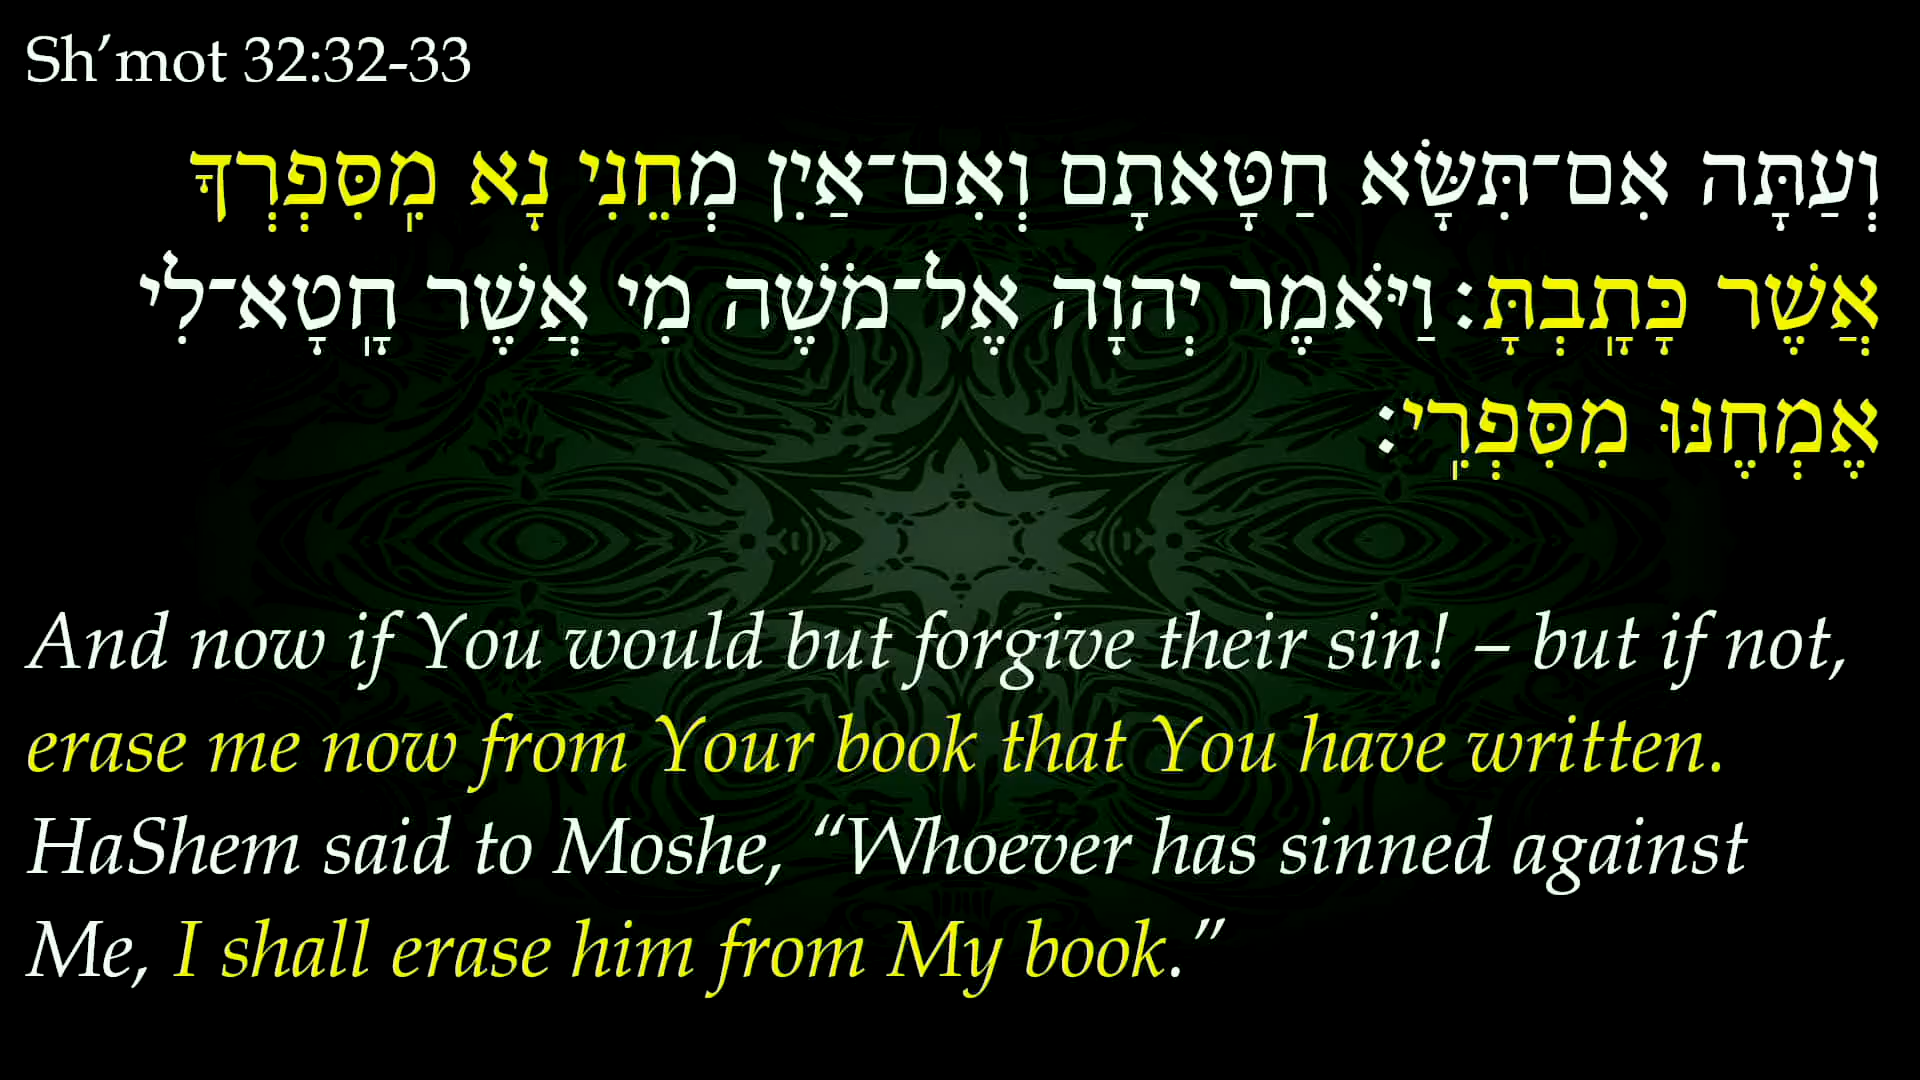 Sh’mot 32:32-33
וְעַתָּה אִם־תִּשָּׂא חַטָּאתָם וְאִם־אַיִן מְחֵנִי נָא מִֽסִּפְרְךָ
אֲשֶׁר כָּתָֽבְתָּ׃ וַיֹּאמֶר יְהוָה אֶל־מֹשֶׁה מִי אֲשֶׁר חָֽטָא־לִי
אֶמְחֶנּוּ מִסִּפְרִֽי׃
And now if You would but forgive their sin! – but if not,
erase me now from Your book that You have written.
HaShem said to Moshe, “Whoever has sinned against
Me, I shall erase him from My book.”